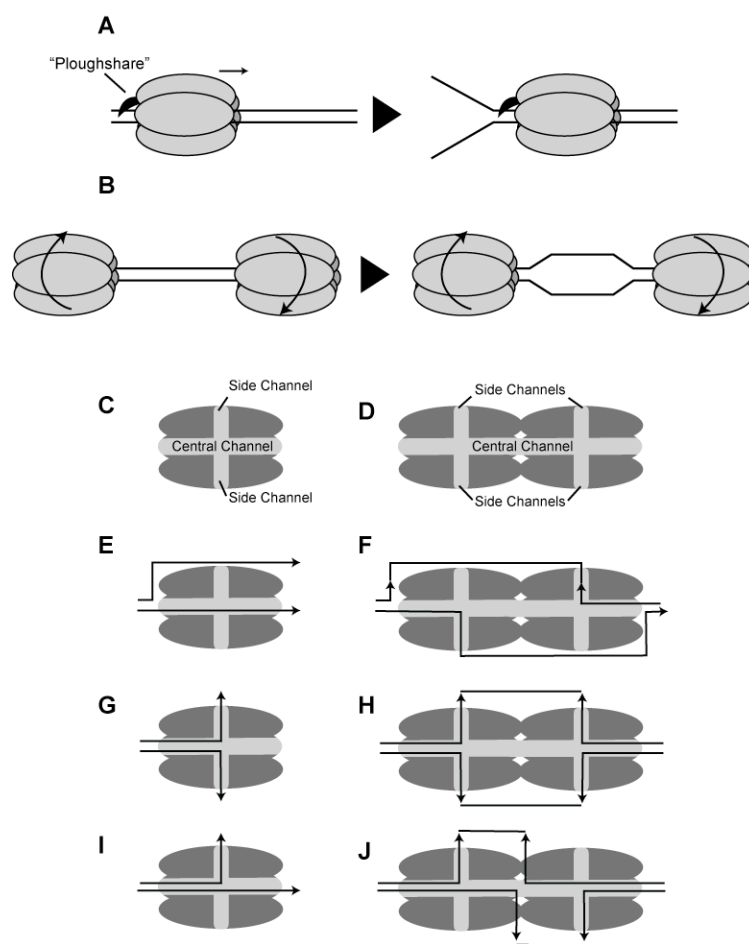 A
"Ploughshare"
B
C
Side Channel
Central Channel
Side Channel
D
Side Channels
Central Channel
Side Channels
E
F
G
H
I
J